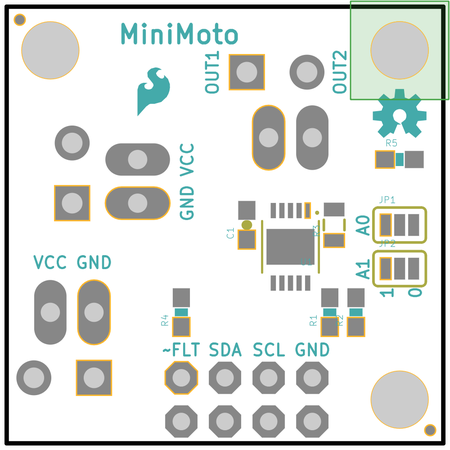 MiniMoto
OUT1
OUT2
R5
VCC
GND
JP1
A0
C1
R3
JP2
A1
VCC GND
1 0
R4
R1
R2
~FLT SDA SCL GND